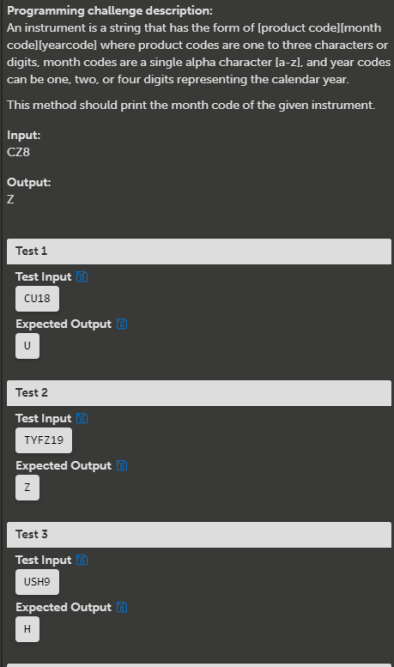 Programming challenge description:
An instrument is a string that has the form of [product code][month
code][yearcode] where product codes are one to three characters or
digits, month codes are a single alpha character [a-z], and year codes
can be one, two, or four digits representing the calendar year.
This method should print the month code of the given instrument.
Input:
CZ8
Output:
Z
Test 1
Test Input
CU18
Expected Output
U
Test 2
Test Input
TYFZ19
Expected Output
Z
Test 3
Test Input
USH9
Expected Output
H